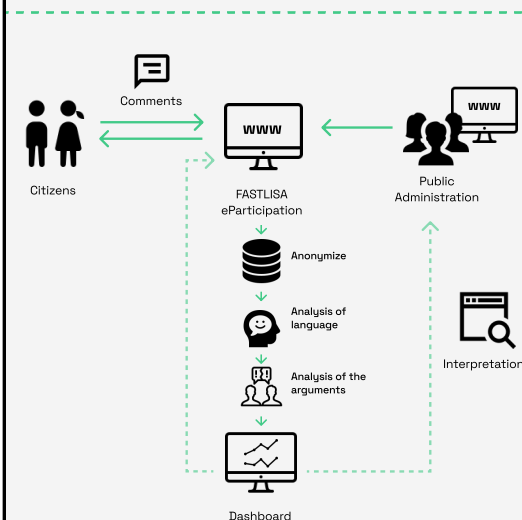 Comments
www
www
Citizens
FASTLISA
eParticipation
Public
Administration
Anonymize
Analysis of
language
Analysis of the
arguments
Interpretation
Dashboard